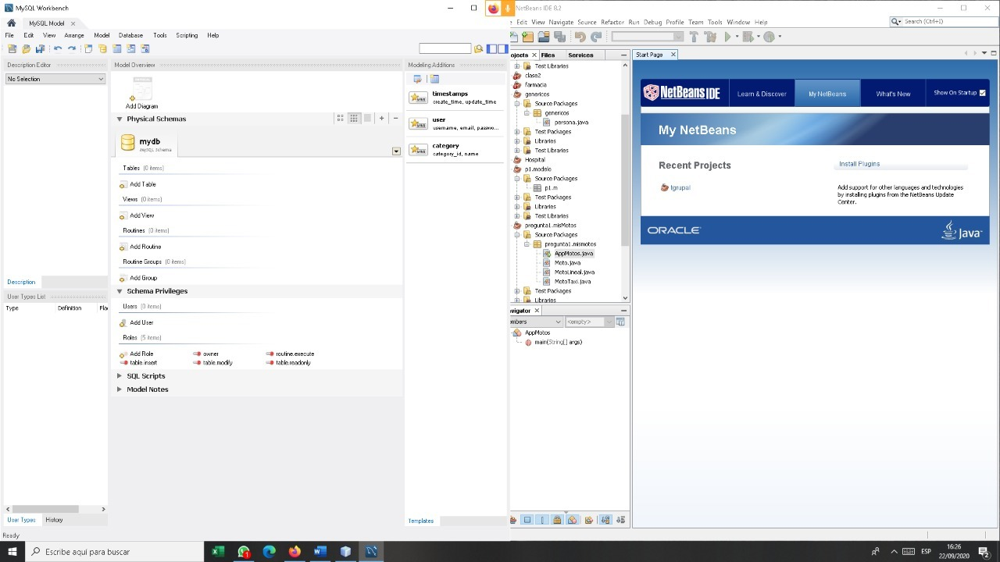 MySQL Workbench
MySQL Model
File Edit Arrange Model Database Tools Scripting Help
Description Editor
No Selection
Description
User Types List
Type Definition Fla
User Types History
Ready
Model Overview
Add Diagram
Physical Schemas
mydb
MySQL Schema
Tables (0 items)
Add Table
Views (0 items)
Add View
Routines (0 items)
Add Routine
Routine Groups (0 items)
Add Group
Schema Privileges
Users (0 items)
Add User
Roles (5 items)
Add Role owner routine.execute
table.insert table.modify table.readonly
SQL Scripts
Model Notes
Modeling Additions
timestamps
create_time, update_time
user
username, email, passwo...
category
category_id, name
Templates
NetBeans IDE 8.2
Edit View Navigate Source Refactor Run Debug Profile Team Tools Window Help
Search (Ctrl+I)
ojects Files Services
Test Libraries
clase2
farmacia
genericos
Source Packages
genericos
persona.java
Test Packages
Libraries
Test Libraries
Hospital
p1.modelo
Source Packages
p1.m
Test Packages
Libraries
Test Libraries
pregunta1.misMotos
Source Packages
pregunta1.mismotos
AppMotos.java
Moto.java
MotoLineal.java
MotoTaxi.java
Test Packages
Libraries
avigator
embers <empty>
AppMotos
main(String[] args)
Start Page
NetBeans IDE Learn & Discover My NetBeans What's New Show On Startup
My NetBeans
Recent Projects
tgrupal
Install Plugins
Add support for other languages and technologies
by installing plugins from the NetBeans Update
Center.
ORACLE Java
Escribe aquí para buscar
1
ESP
16:26
22/09/2020
2